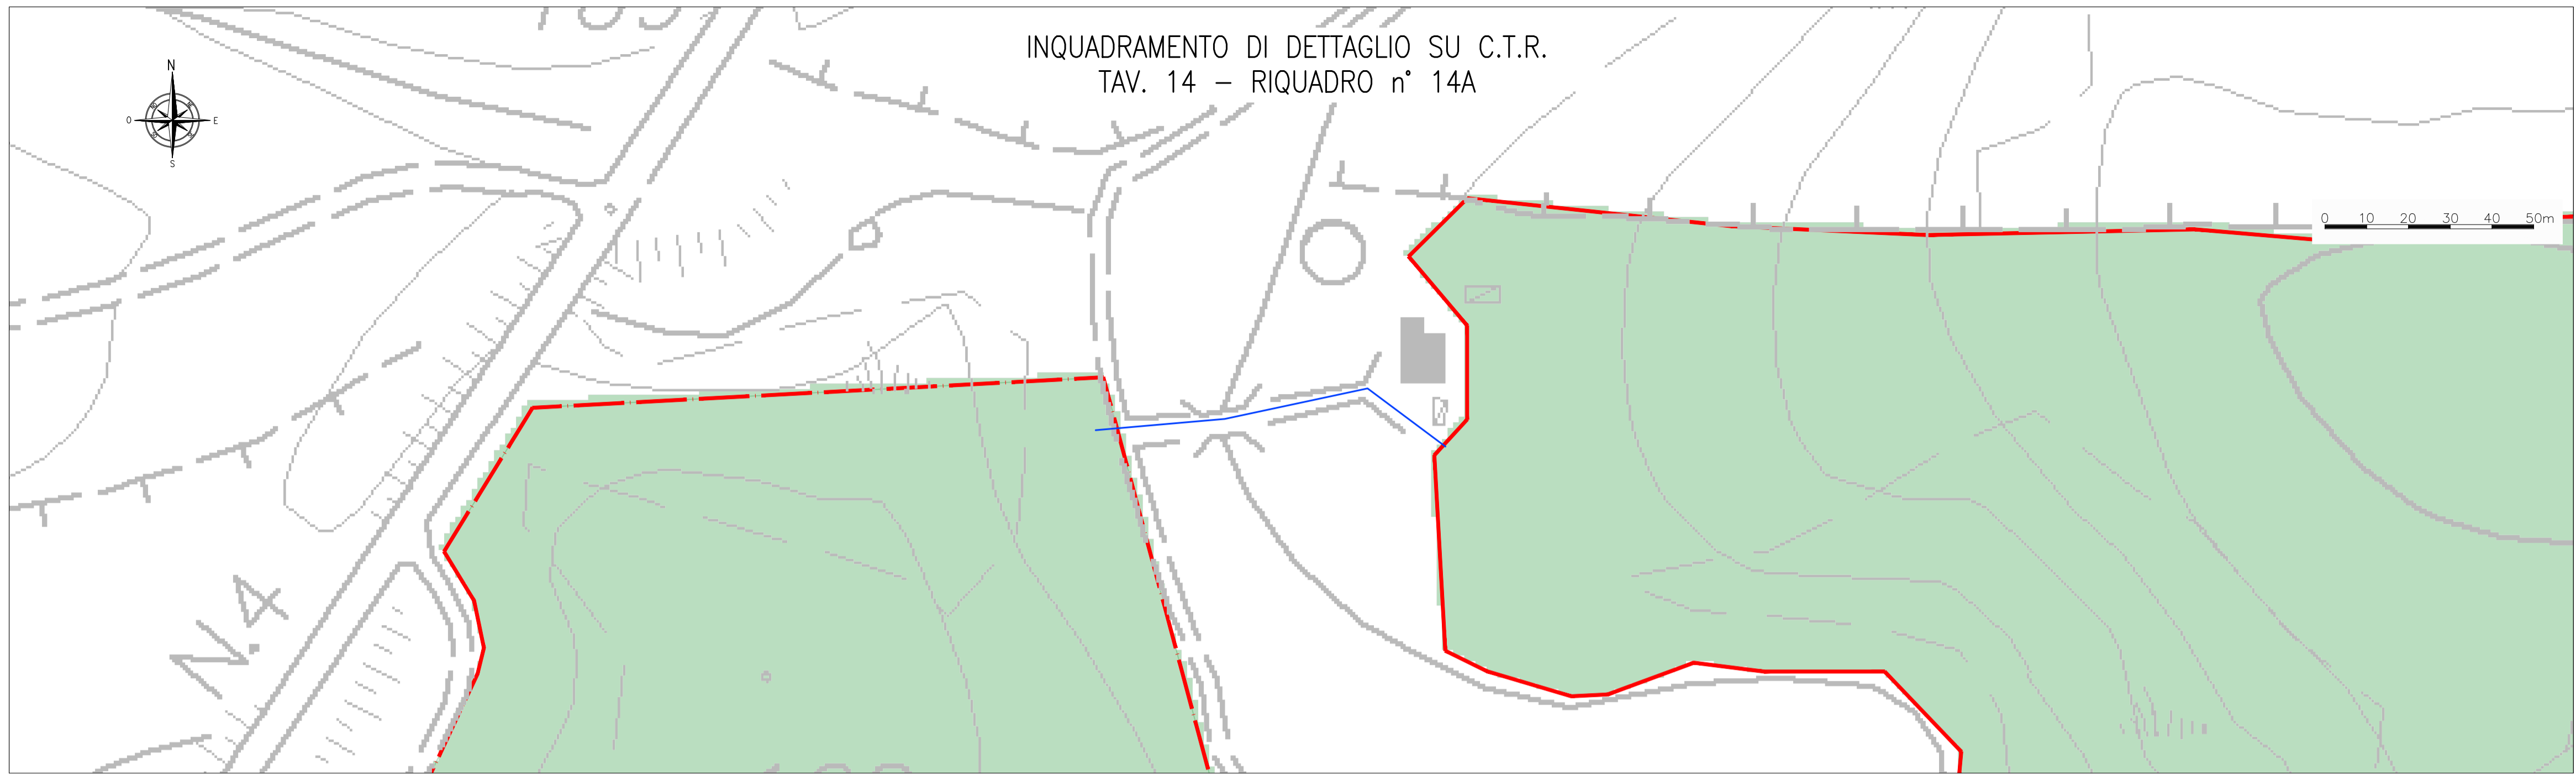 INQUADRAMENTO DI DETTAGLIO SU C.T.R.
TAV. 14 – RIQUADRO n° 14A
N
O E
S
0 10 20 30 40 50m
N.4